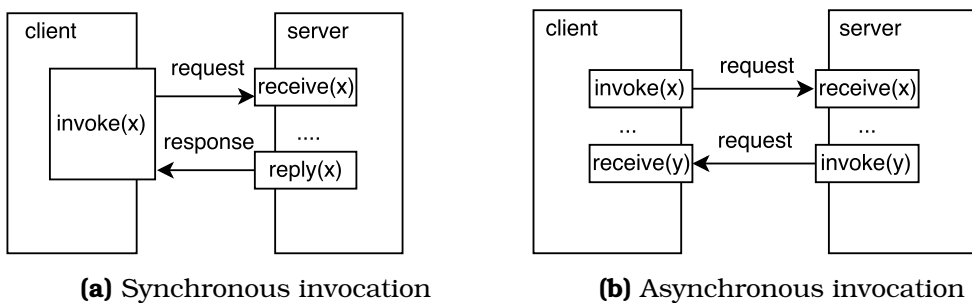 client
server
request
receive(x)
invoke(x)
....
response
reply(x)
(a) Synchronous invocation
client
server
invoke(x)
request
receive(x)
...
...
request
receive(y)
invoke(y)
(b) Asynchronous invocation